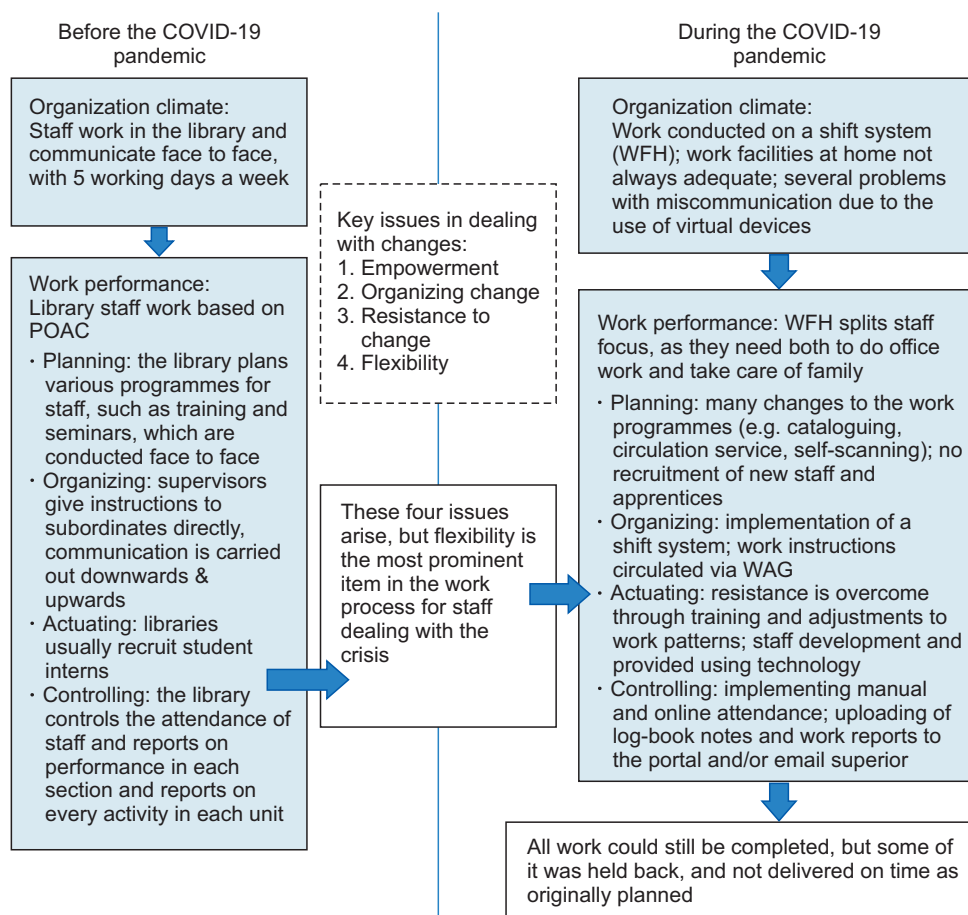 Before the COVID-19
pandemic
Organization climate:
Staff work in the library and
communicate face to face,
with 5 working days a week
Work performance:
Library staff work based on
POAC
· Planning: the library plans
various programmes for
staff, such as training and
seminars, which are
conducted face to face
· Organizing: supervisors
give instructions to
subordinates directly,
communication is carried
out downwards &
upwards
· Actuating: libraries
usually recruit student
interns
· Controlling: the library
controls the attendance of
staff and reports on
performance in each
section and reports on
every activity in each unit
Key issues in dealing
with changes:
1. Empowerment
2. Organizing change
3. Resistance to
change
4. Flexibility
These four issues
arise, but flexibility is
the most prominent
item in the work
process for staff
dealing with the
crisis
During the COVID-19
pandemic
Organization climate:
Work conducted on a shift system
(WFH); work facilities at home not
always adequate; several problems
with miscommunication due to the
use of virtual devices
Work performance: WFH splits staff
focus, as they need both to do office
work and take care of family
· Planning: many changes to the work
programmes (e.g. cataloguing,
circulation service, self-scanning); no
recruitment of new staff and
apprentices
· Organizing: implementation of a
shift system; work instructions
circulated via WAG
· Actuating: resistance is overcome
through training and adjustments to
work patterns; staff development and
provided using technology
· Controlling: implementing manual
and online attendance; uploading of
log-book notes and work reports to
the portal and/or email superior
All work could still be completed, but some of
it was held back, and not delivered on time as
originally planned